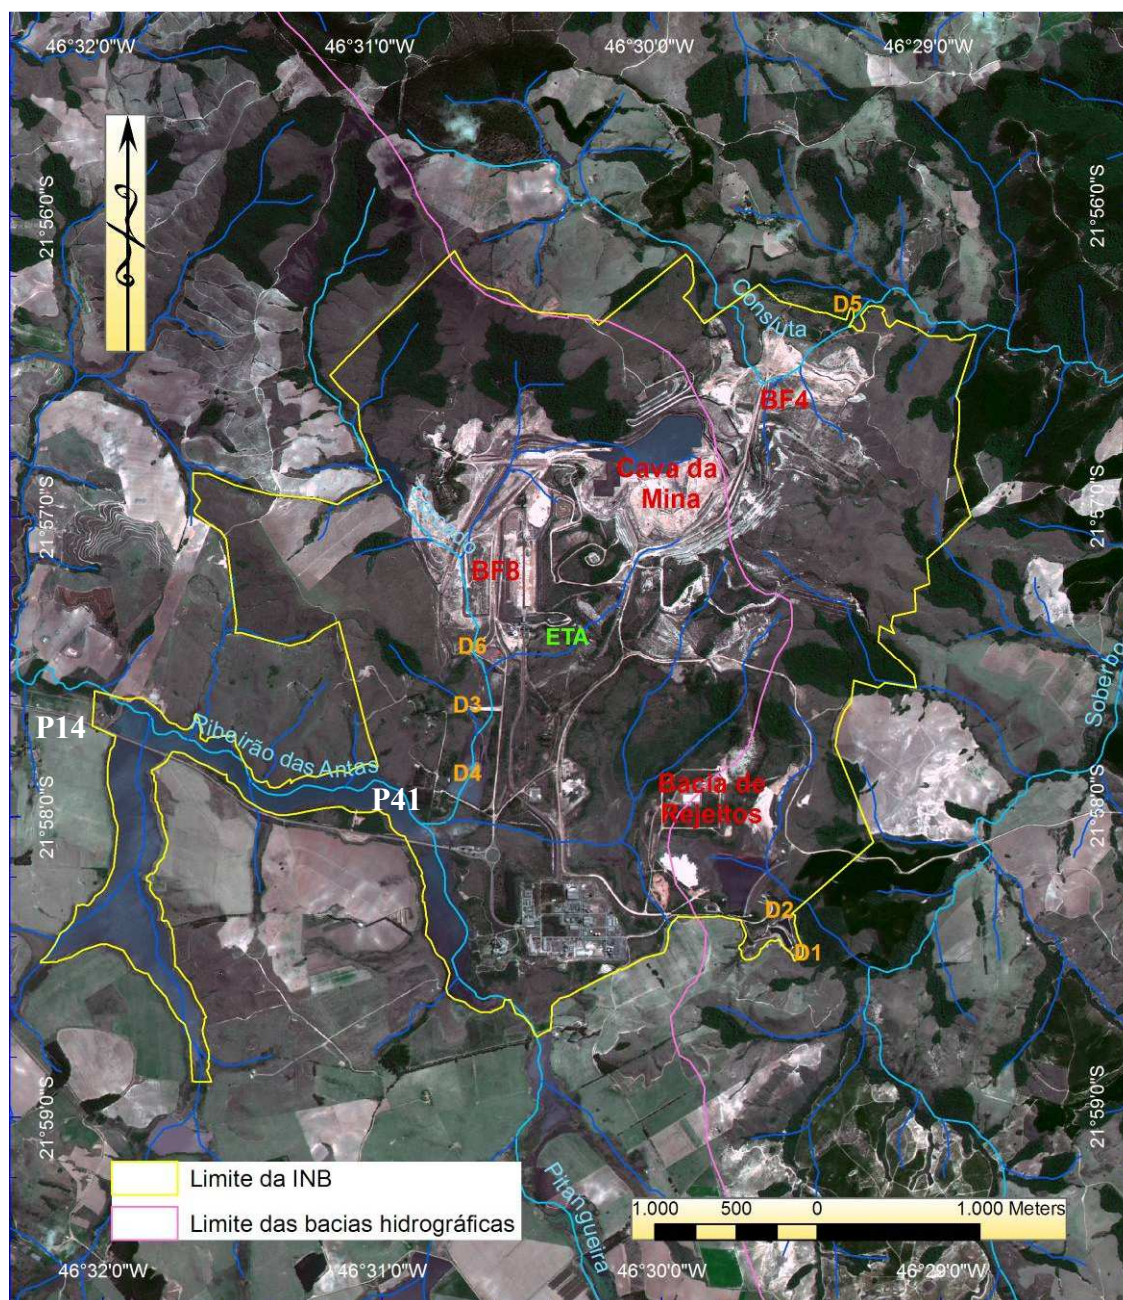 46°32'0"W
46°31'0"W
46°30'0"W
46°29'0"W
21°56'0"S
21°56'0"S
Consluta
D5
BF4
Cava da
Mina
21°57'0"S
21°57'0"S
BF8
ETA
D6
Soberbo
D3
P14
Ribeirão das Antas
D4
P41
Bacia de
Rejeitos
21°58'0"S
21°58'0"S
D2
D1
21°59'0"S
21°59'0"S
Pitangueira
Limite da INB
Limite das bacias hidrográficas
1.000 500 0 1.000 Meters
46°32'0"W
46°31'0"W
46°30'0"W
46°29'0"W